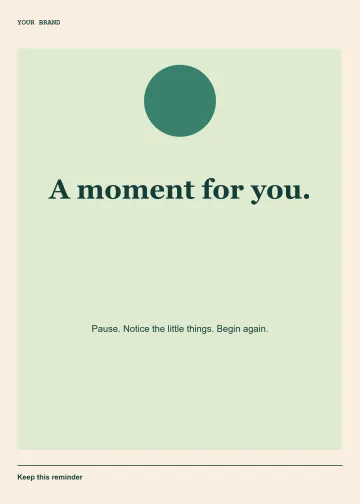 YOUR BRAND
A moment for you.
Pause. Notice the little things. Begin again.
Keep this reminder